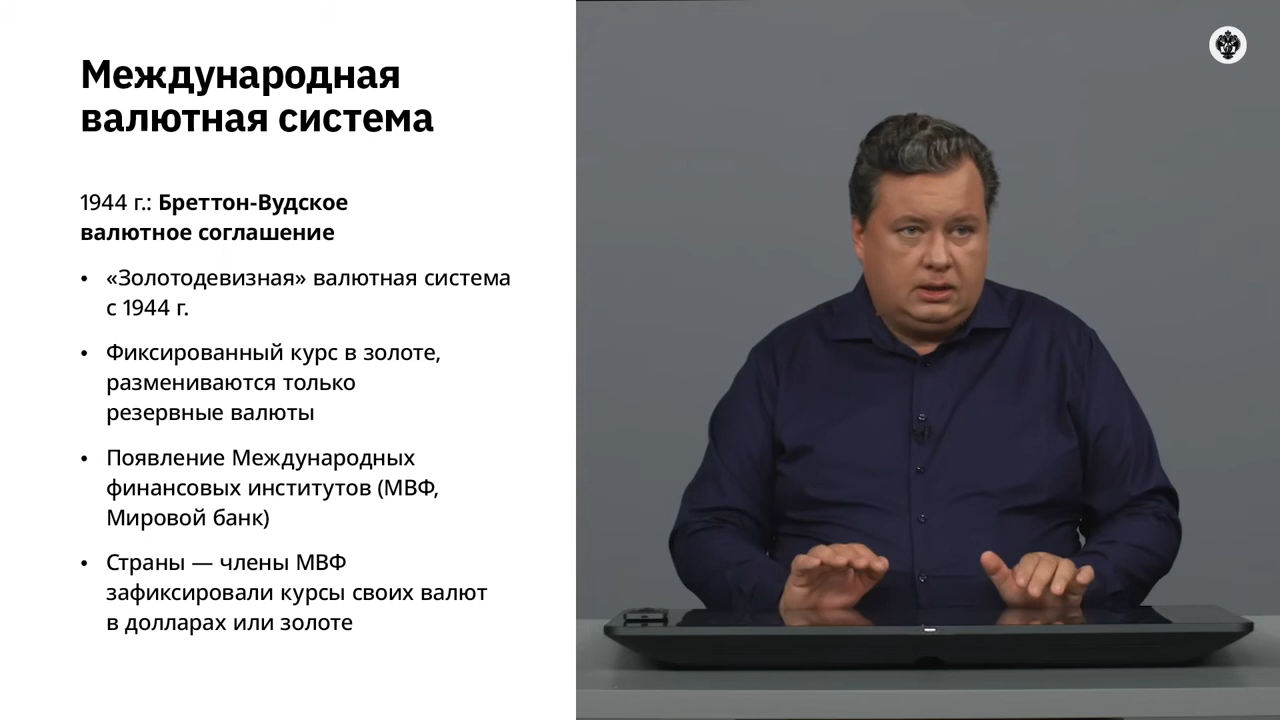 Международная
валютная система
1944 г.: Бреттон-Вудское
валютное соглашение
• «Золотодевизная» валютная система
с 1944 г.
• Фиксированный курс в золоте,
размениваются только
резервные валюты
• Появление Международных
финансовых институтов (МВФ,
Мировой банк)
• Страны — члены МВФ
зафиксировали курсы своих валют
в долларах или золоте